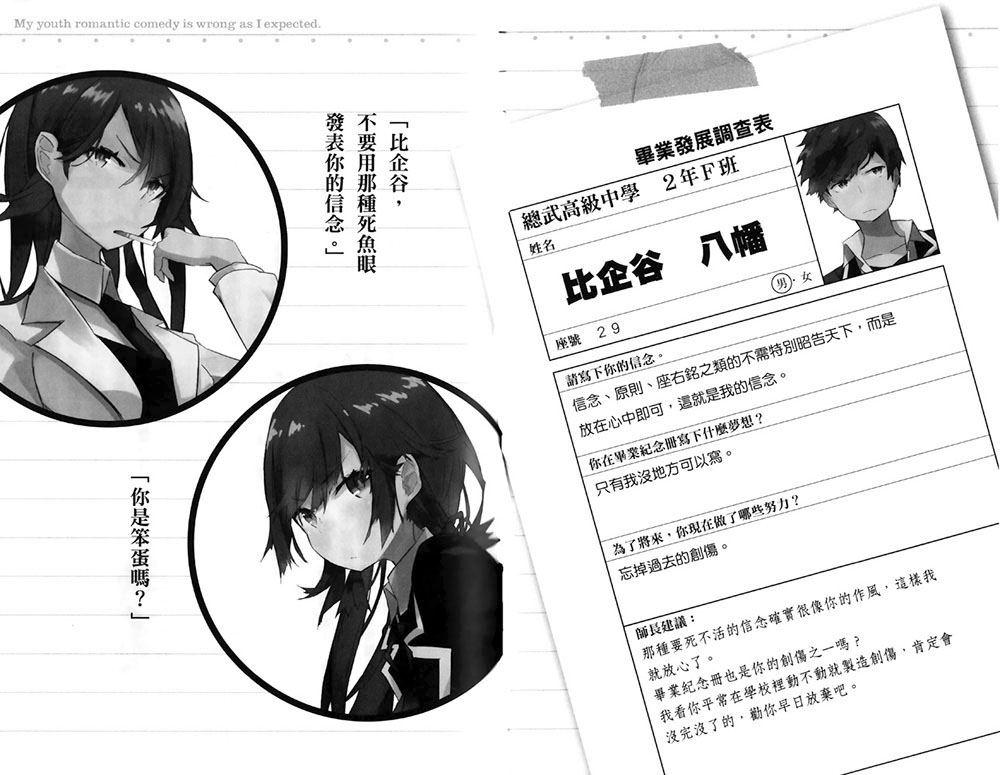 My youth romantic comedy is wrong as I expected.
「比企谷，
不要用那種死魚眼
發表你的信念。」
「你是笨蛋嗎？」
畢業發展調查表
總武高級中學　２年Ｆ班
姓名
比企谷　八幡
男・女
座號　２９
請寫下你的信念。
信念、原則、座右銘之類的不需特別昭告天下，而是
放在心中即可，這就是我的信念。
你在畢業紀念冊寫下什麼夢想？
只有我沒地方可以寫。
為了將來，你現在做了哪些努力？
忘掉過去的創傷。
師長建議：
那種要死不活的信念確實很像你的作風，這樣我
就放心了。
畢業紀念冊也是你的創傷之一嗎？
我看你平常在學校裡動不動就製造創傷，肯定會
沒完沒了的，勸你早日放棄吧。